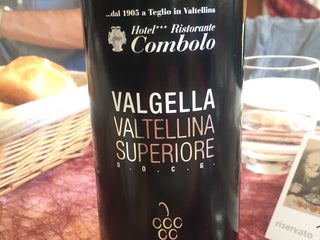 ...dal 1905 a Teglio in Valtellina
Hotel*** Ristorante
Combolo
VALGELLA
VALTELLINA
SUPERIORE
D.O.C.G.
riservato